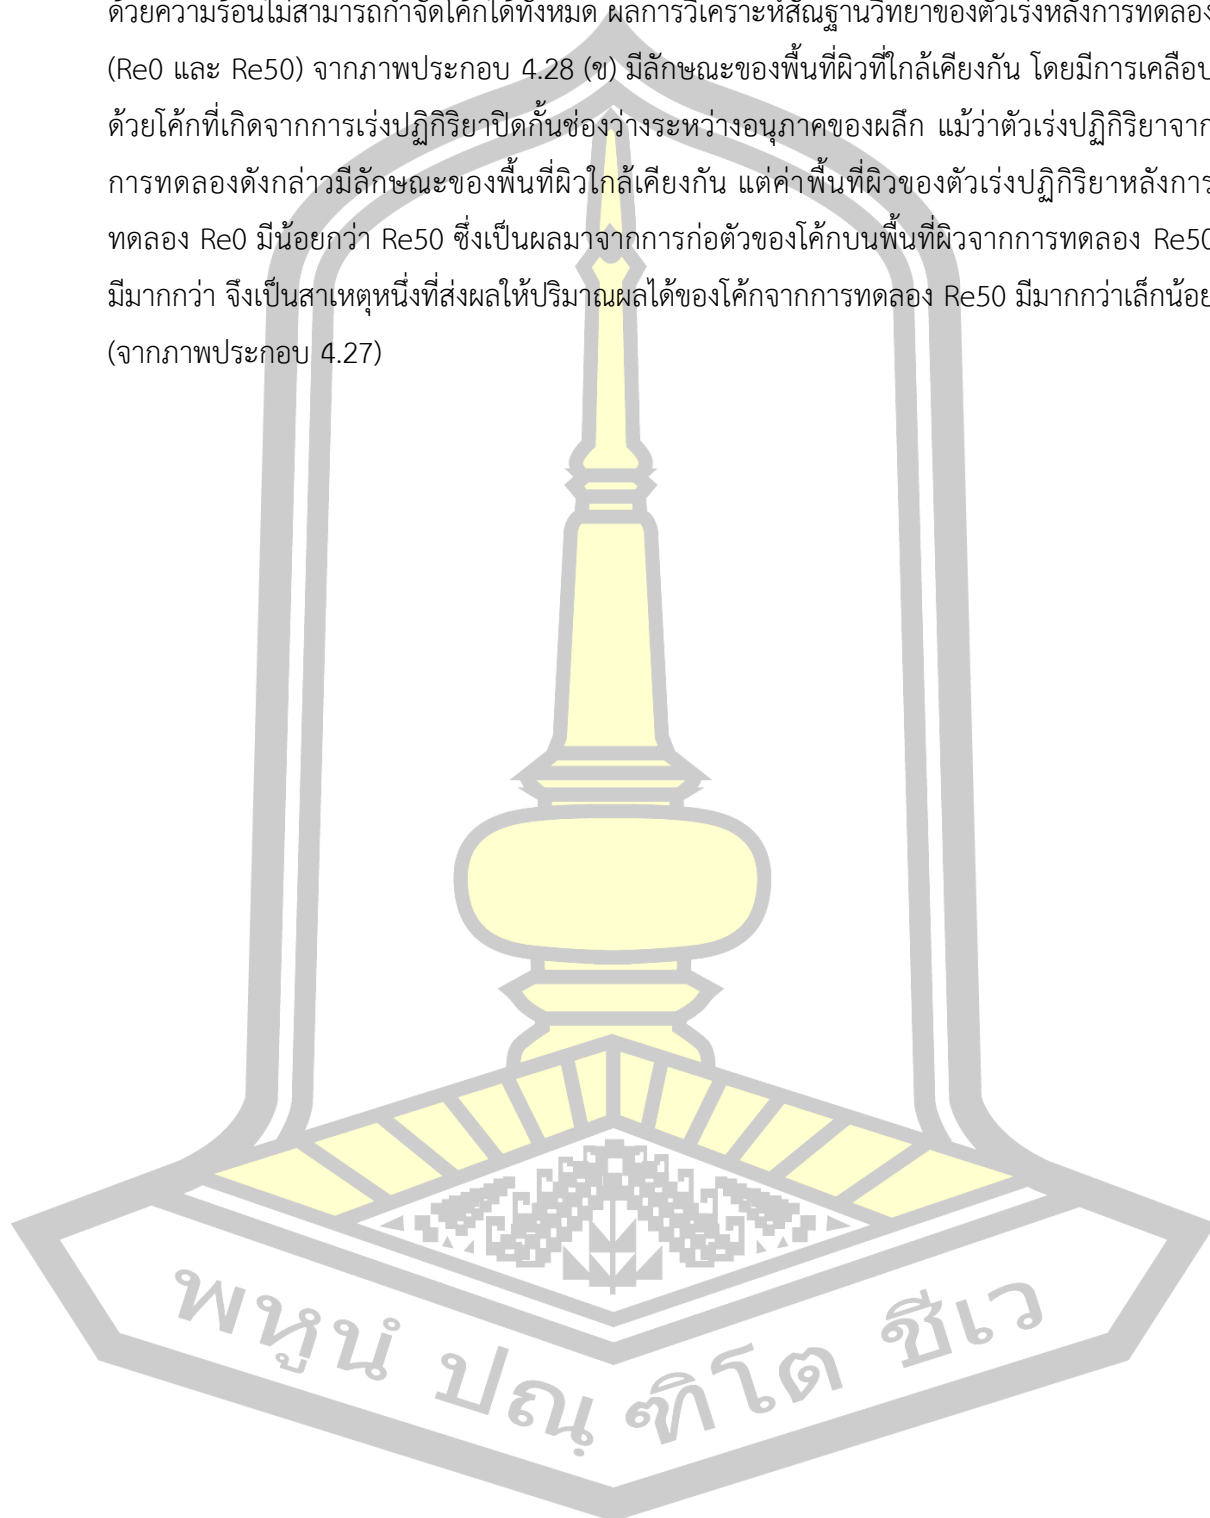 ด้วยความร้อนไม่สามารถกำจัดโค้กได้ทั้งหมด ผลการวิเคราะห์สัณฐานวิทยาของตัวเร่งหลังการทดลอง
(Re0 และ Re50) จากภาพประกอบ 4.28 (ข) มีลักษณะของพื้นที่ผิวที่ใกล้เคียงกัน โดยมีการเคลือบ
ด้วยโค้กที่เกิดจากการเร่งปฏิกิริยาปิดกั้นช่องว่างระหว่างอนุภาคของผลึก แม้ว่าตัวเร่งปฏิกิริยาจาก
การทดลองดังกล่าวมีลักษณะของพื้นที่ผิวใกล้เคียงกัน แต่ค่าพื้นที่ผิวของตัวเร่งปฏิกิริยาหลังการ
ทดลอง Re0 มีน้อยกว่า Re50 ซึ่งเป็นผลมาจากการก่อตัวของโค้กบนพื้นที่ผิวจากการทดลอง Re50
มีมากกว่า จึงเป็นสาเหตุหนึ่งที่ส่งผลให้ปริมาณผลได้ของโค้กจากการทดลอง Re50 มีมากกว่าเล็กน้อย
(จากภาพประกอบ 4.27)
พหูนํ ปณฺฑิโต ชีเว